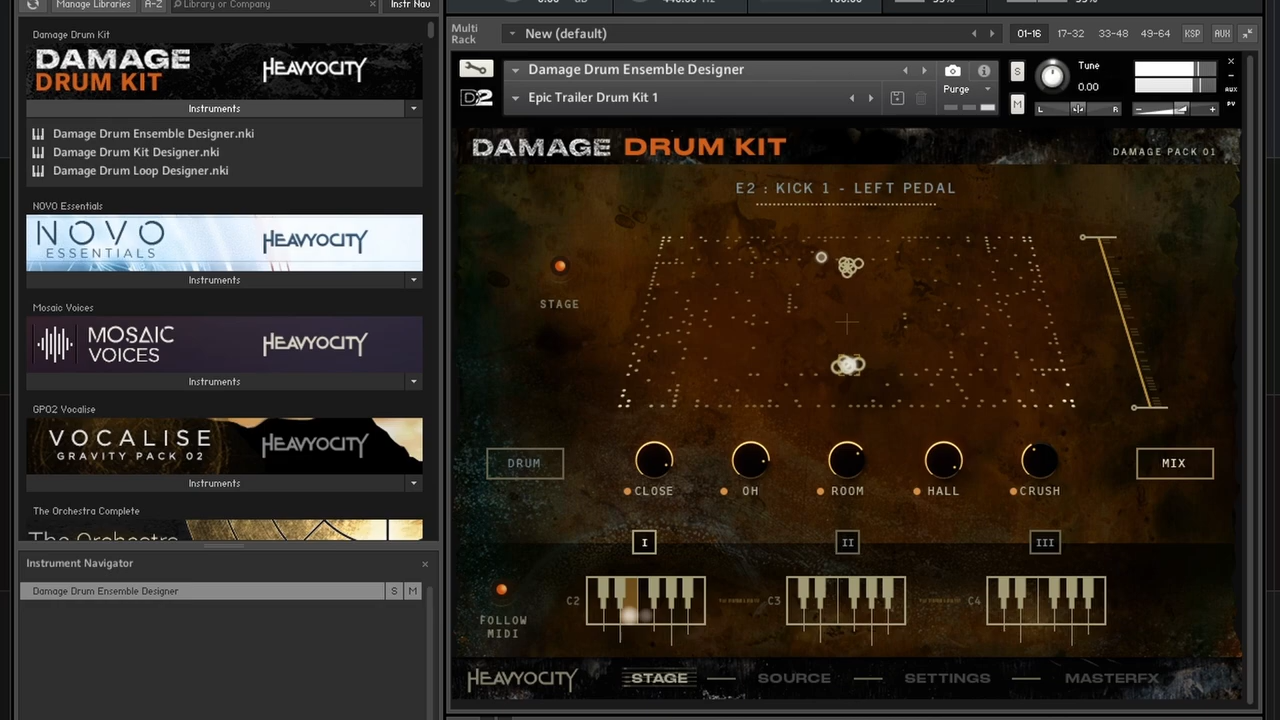 Manage Libraries A-Z Library or Company × Instr Nav
Damage Drum Kit
DAMAGE
DRUM KIT
HEAVYOCITY
Instruments
Damage Drum Ensemble Designer.nki
Damage Drum Kit Designer.nki
Damage Drum Loop Designer.nki
NOVO Essentials
NOVO
ESSENTIALS
HEAVYOCITY
Instruments
Mosaic Voices
MOSAIC
VOICES
HEAVYOCITY
Instruments
GPO2 Vocalise
VOCALISE
GRAVITY PACK 02
HEAVYOCITY
Instruments
The Orchestra Complete
The Orchestra
Instrument Navigator ×
Damage Drum Ensemble Designer S M
Multi
Rack
New (default) 01-16 17-32 33-48 49-64 KSP AUX
Damage Drum Ensemble Designer
D2 Epic Trailer Drum Kit 1
Purge
S
M
Tune
0.00
L R - +
×
-
AUX
PV
DAMAGE DRUM KIT
DAMAGE PACK 01
E2 : KICK 1 - LEFT PEDAL
STAGE
DRUM
CLOSE OH ROOM HALL CRUSH
MIX
I II III
C2 C3 C4
FOLLOW
MIDI
HEAVYOCITY STAGE SOURCE SETTINGS MASTERFX